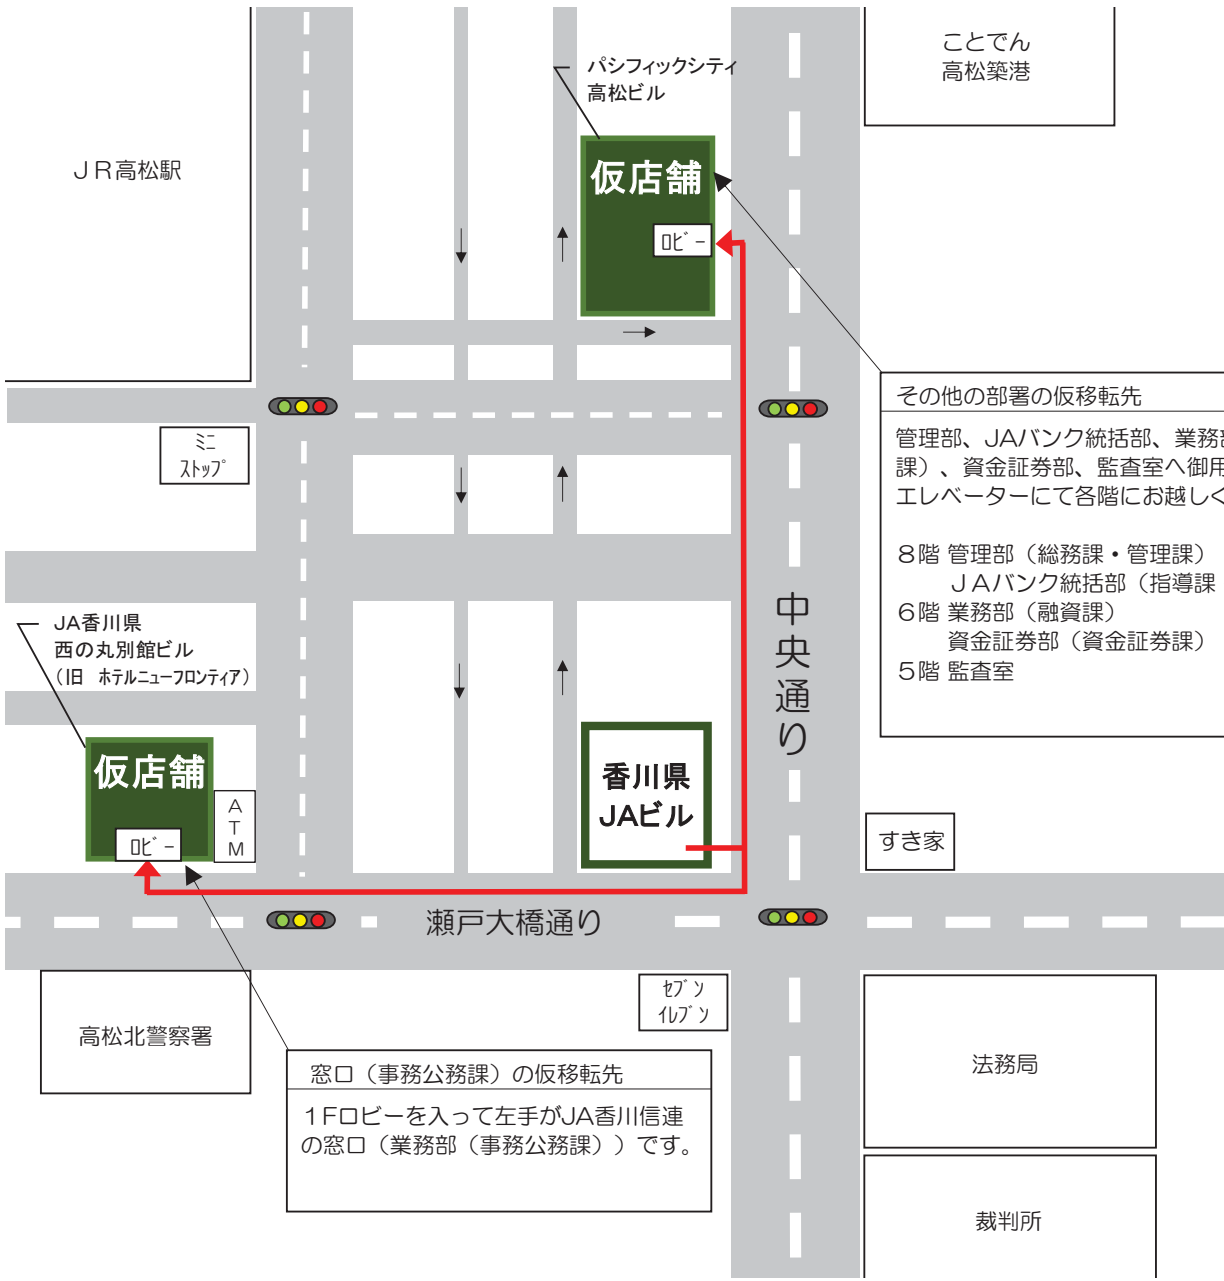 ことでん
高松築港
パシフィックシティ
高松ビル
ＪＲ高松駅
仮店舗
ﾛﾋﾞｰ
ミニ
ｽﾄｯﾌﾟ
その他の部署の仮移転先
管理部、JAバンク統括部、業務部
課）、資金証券部、監査室へ御用
エレベーターにて各階にお越しく
８階 管理部（総務課・管理課）
ＪＡバンク統括部（指導課
６階 業務部（融資課）
資金証券部（資金証券課）
５階 監査室
中央通り
JA香川県
西の丸別館ビル
（旧　ホテルニューフロンティア）
仮店舗
ﾛﾋﾞｰ
ＡＴＭ
香川県
JAビル
すき家
瀬戸大橋通り
ｾﾌﾞﾝ
ｲﾚﾌﾞﾝ
高松北警察署
窓口（事務公務課）の仮移転先
１Fロビーを入って左手がJA香川信連
の窓口（業務部（事務公務課））です。
法務局
裁判所